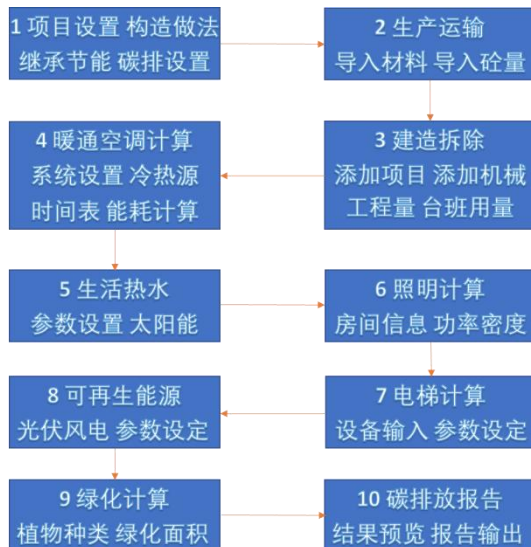 1 项目设置 构造做法
继承节能 碳排设置
2 生产运输
导入材料 导入砼量
3 建造拆除
添加项目 添加机械
工程量 台班用量
4 暖通空调计算
系统设置 冷热源
时间表 能耗计算
5 生活热水
参数设置 太阳能
6 照明计算
房间信息 功率密度
7 电梯计算
设备输入 参数设定
8 可再生能源
光伏风电 参数设定
9 绿化计算
植物种类 绿化面积
10 碳排放报告
结果预览 报告输出